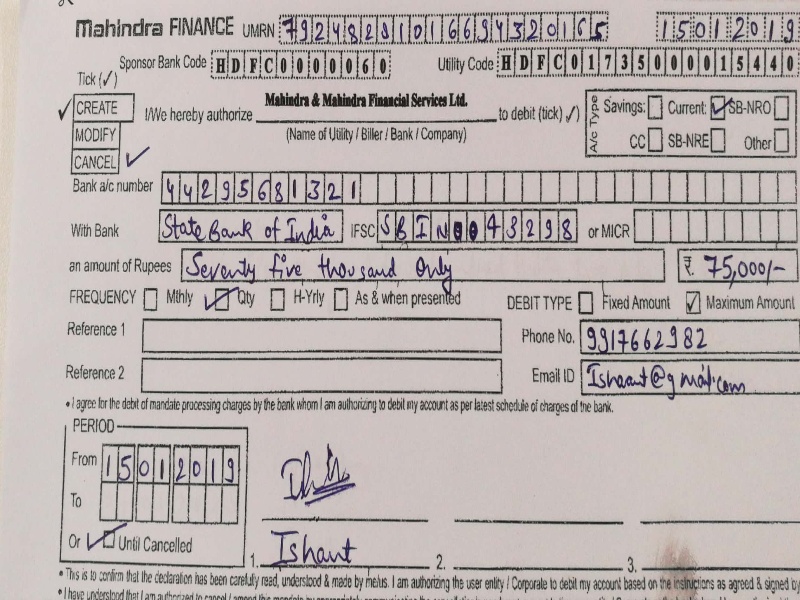 Mahindra FINANCE UMRN 79248281016694320165 15012019
Sponsor Bank Code HDFC0000060 Utility Code HDFC01735000015440
Tick (✓)
✓ CREATE I/We hereby authorize Mahindra & Mahindra Financial Services Ltd. to debit (tick ✓) A/c Type Savings: Current: ✓ SB-NRO
MODIFY (Name of Utility / Biller / Bank / Company) CC SB-NRE Other
CANCEL ✓
Bank a/c number 44295681321
With Bank State Bank of India IFSC SBIN0043298 or MICR
an amount of Rupees Seventy five thousand Only ₹. 75,000/-
FREQUENCY Mthly ✓ Qty H-Yrly As & when presented DEBIT TYPE Fixed Amount ✓ Maximum Amount
Reference 1 Phone No. 9917662982
Reference 2 Email ID Ishaant@gmail.com
• I agree for the debit of mandate processing charges by the bank whom I am authorizing to debit my account as per latest schedule of charges of the bank.
PERIOD
From 15012019
To
Or ✓ Until Cancelled 1. Ishant 2. 3.
• This is to confirm that the declaration has been carefully read, understood & made by me/us. I am authorizing the user entity / Corporate to debit my account based on the instructions as agreed & signed by
• I have understood that I am authorized to cancel / amend this mandate by appropriately communicating the